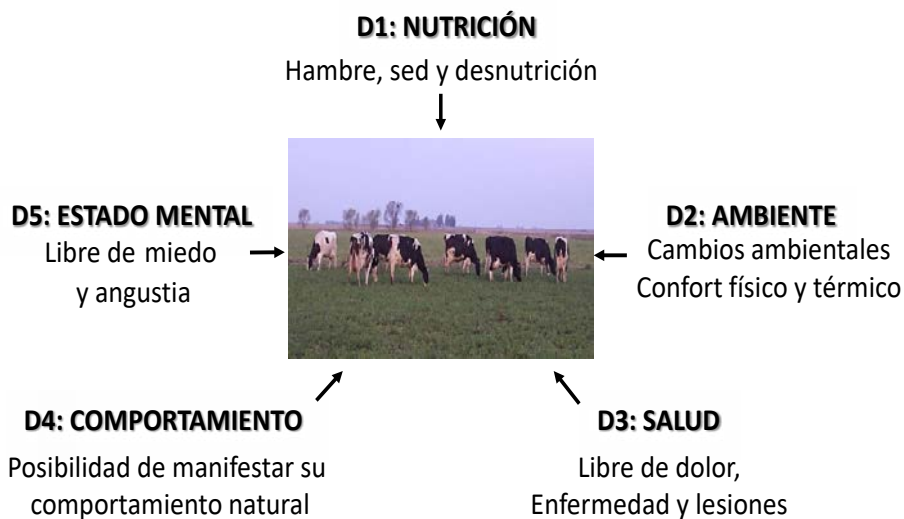 D1: NUTRICIÓN
Hambre, sed y desnutrición
D5: ESTADO MENTAL
Libre de miedo
y angustia
D2: AMBIENTE
Cambios ambientales
Confort físico y térmico
D4: COMPORTAMIENTO
Posibilidad de manifestar su
comportamiento natural
D3: SALUD
Libre de dolor,
Enfermedad y lesiones